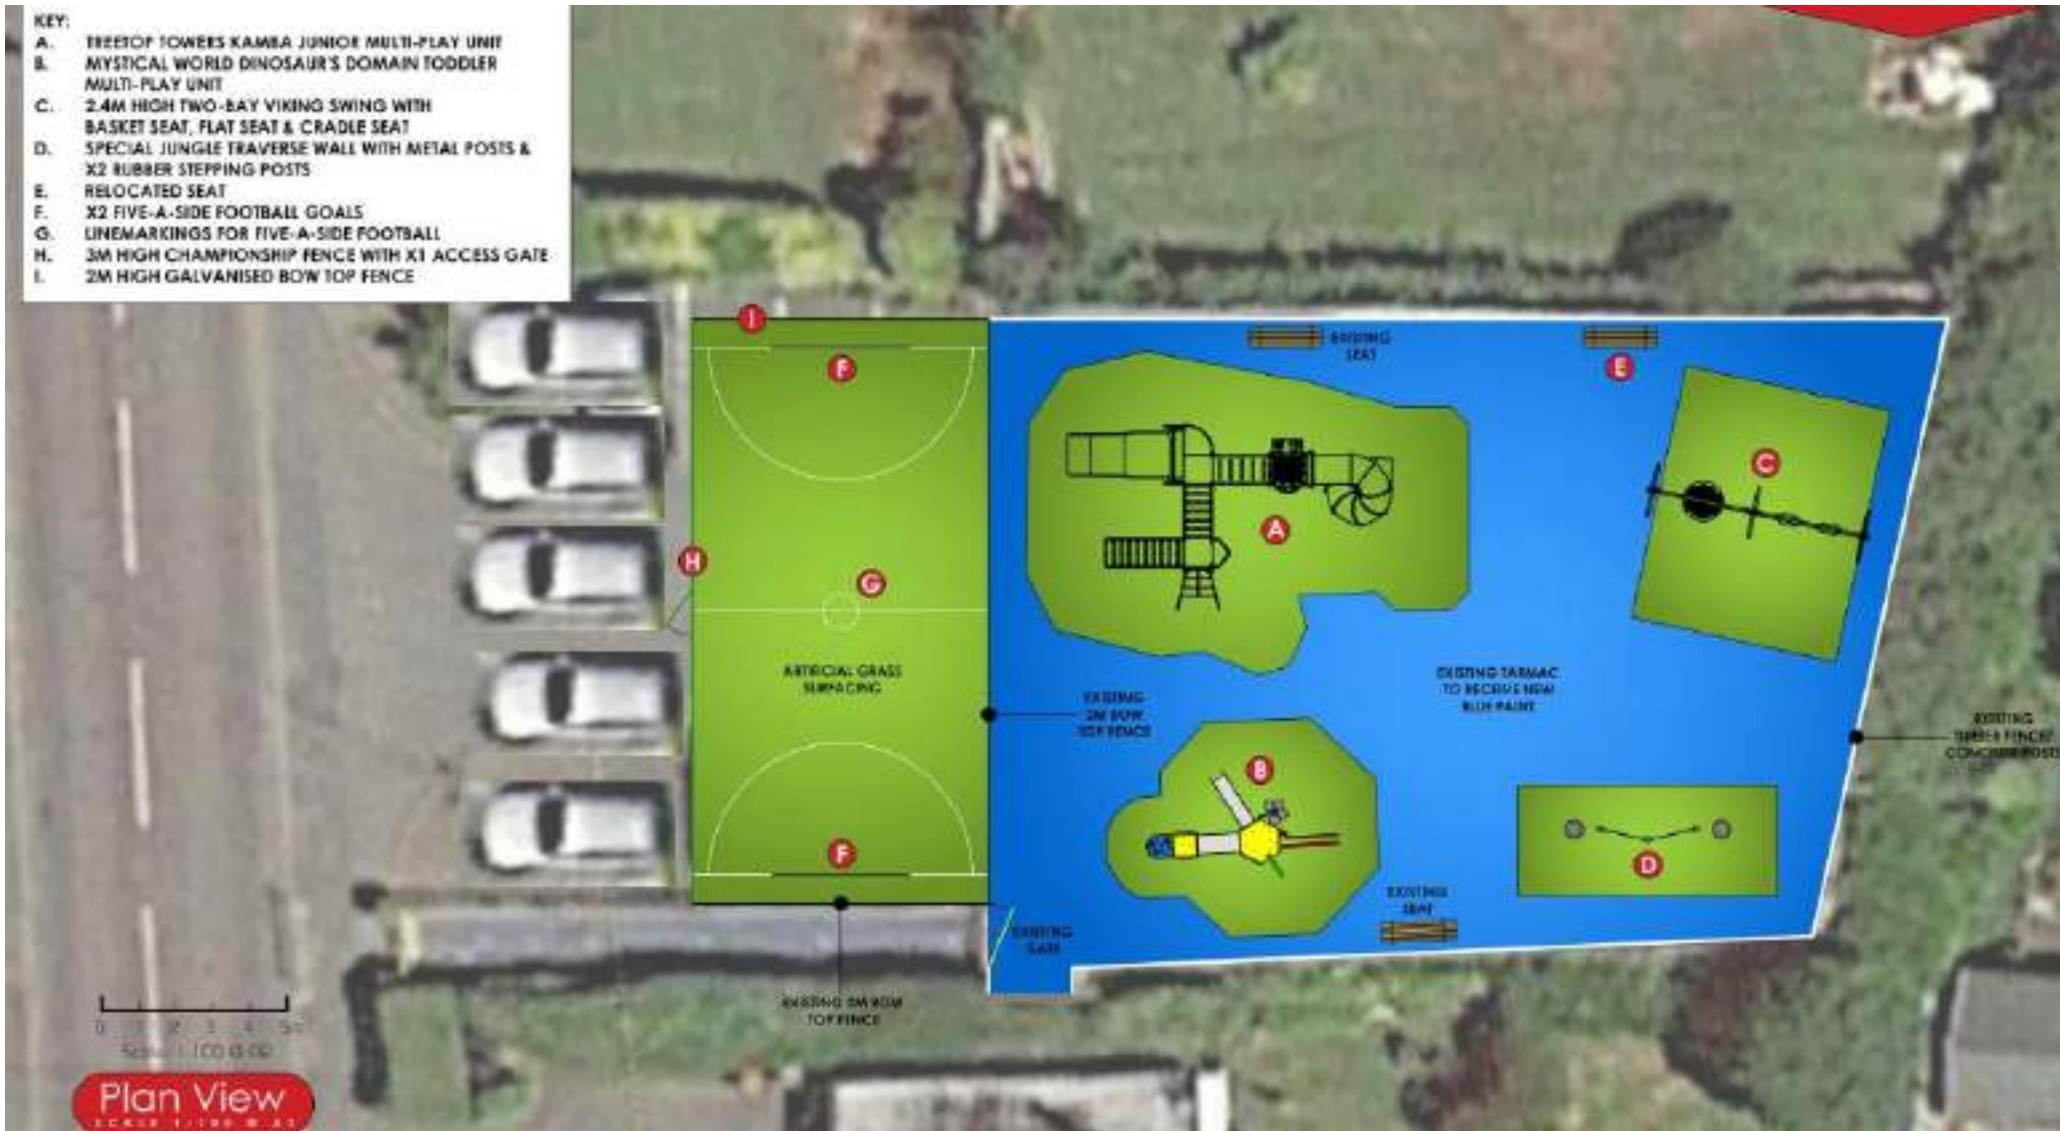 KEY:
A. TREETOP TOWERS KAMBA JUNIOR MULTI-PLAY UNIT
B. MYSTICAL WORLD DINOSAUR'S DOMAIN TODDLER
MULTI-PLAY UNIT
C. 2.4M HIGH TWO-BAY VIKING SWING WITH
BASKET SEAT, FLAT SEAT & CRADLE SEAT
D. SPECIAL JUNGLE TRAVERSE WALL WITH METAL POSTS &
X2 RUBBER STEPPING POSTS
E. RELOCATED SEAT
F. X2 FIVE-A-SIDE FOOTBALL GOALS
G. LINEMARKINGS FOR FIVE-A-SIDE FOOTBALL
H. 3M HIGH CHAMPIONSHIP FENCE WITH X1 ACCESS GATE
I. 2M HIGH GALVANISED BOW TOP FENCE
I
F
EXISTING
SEAT
E
C
A
H
G
ARTIFICIAL GRASS
SURFACING
EXISTING
2M BOW
TOP FENCE
EXISTING TARMAC
TO RECEIVE NEW
BLUE PAINT
EXISTING
TIMBER FENCE/
CONCRETE POSTS
B
F
D
EXISTING
SEAT
EXISTING
GATE
EXISTING 2M BOW
TOP FENCE
0 1 2 3 4 5
Plan View